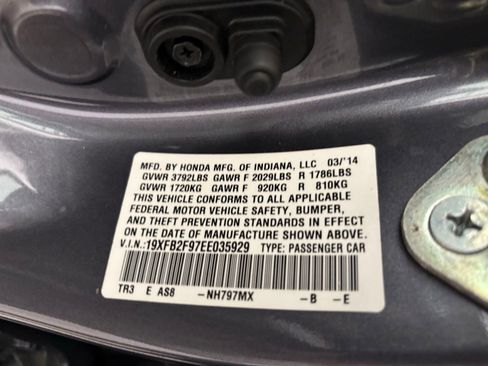 MFD. BY HONDA MFG. OF INDIANA, LLC 03/'14
GVWR 3792LBS GAWR F 2029LBS R 1786LBS
GVWR 1720KG GAWR F 920KG R 810KG
THIS VEHICLE CONFORMS TO ALL APPLICABLE
FEDERAL MOTOR VEHICLE SAFETY, BUMPER,
AND THEFT PREVENTION STANDARDS IN EFFECT
ON THE DATE OF MANUFACTURE SHOWN ABOVE.
V.I.N.:19XFB2F97EE035929 TYPE: PASSENGER CAR
TR3 E AS8 -NH797MX -B -E